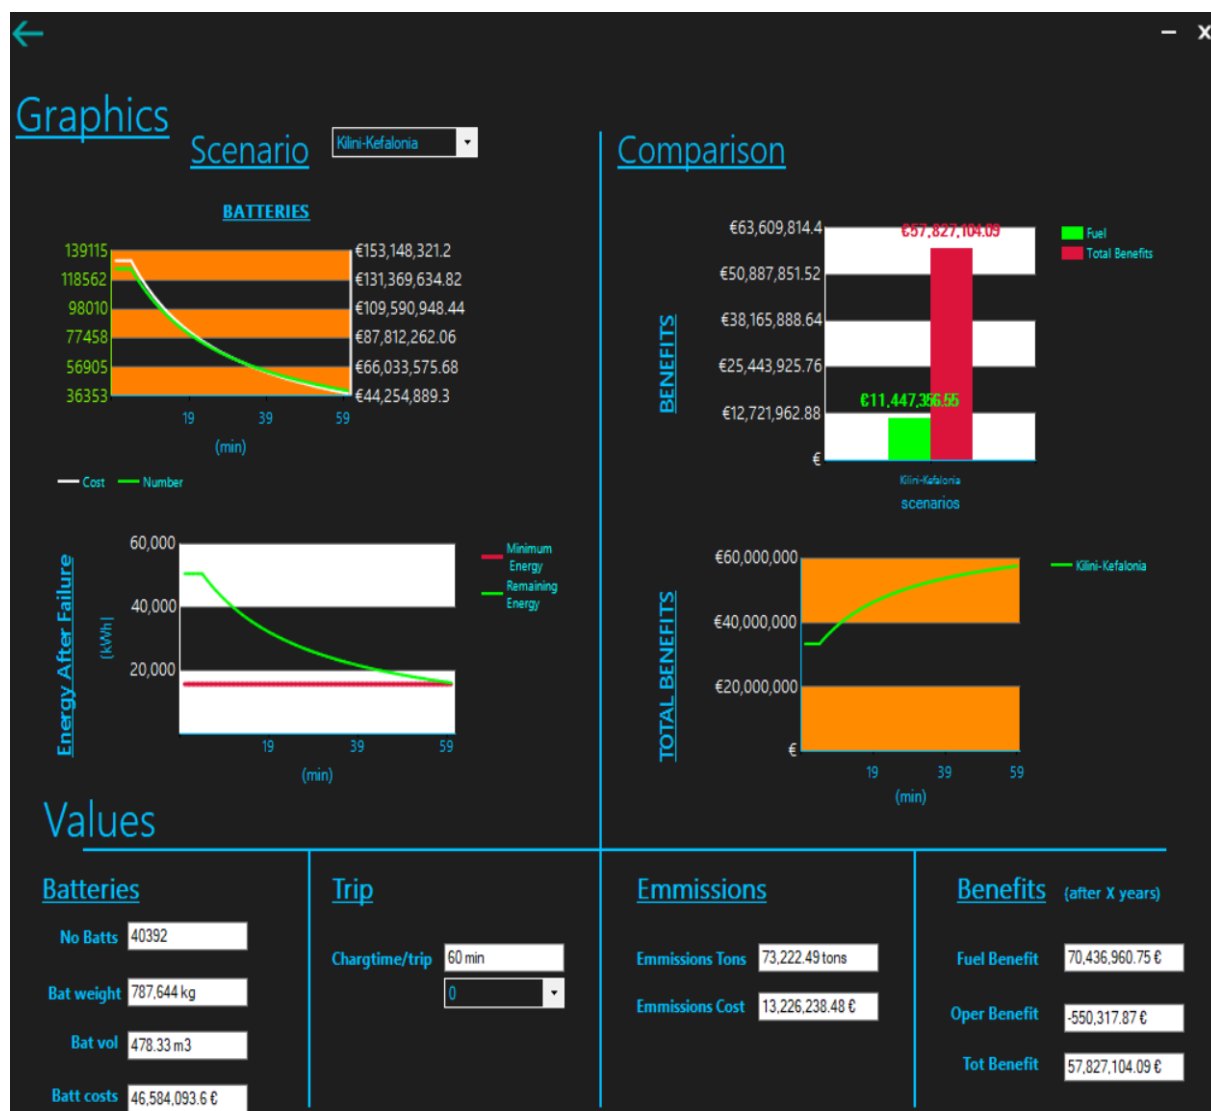 Graphics
Scenario
Kilini-Kefalonia
BATTERIES
139115
118562
98010
77458
56905
36353
€153,148,321.2
€131,369,634.82
€109,590,948.44
€87,812,262.06
€66,033,575.68
€44,254,889.3
19 39 59
(min)
Cost Number
Energy After Failure
(kWh)
60,000
40,000
20,000
19 39 59
(min)
Minimum
Energy
Remaining
Energy
Comparison
BENEFITS
€63,609,814.4
€50,887,851.52
€38,165,888.64
€25,443,925.76
€12,721,962.88
€
€57,827,104.09
€11,447,356.55
Kilini-Kefalonia
scenarios
Fuel
Total Benefits
TOTAL BENEFITS
€60,000,000
€40,000,000
€20,000,000
€
19 39 59
(min)
Kilini-Kefalonia
Values
Batteries
No Batts 40392
Bat weight 787,644 kg
Bat vol 478.33 m3
Batt costs 46,584,093.6 €
Trip
Chargtime/trip 60 min
0
Emmissions
Emmissions Tons 73,222.49 tons
Emmissions Cost 13,226,238.48 €
Benefits (after X years)
Fuel Benefit 70,436,960.75 €
Oper Benefit -550,317.87 €
Tot Benefit 57,827,104.09 €